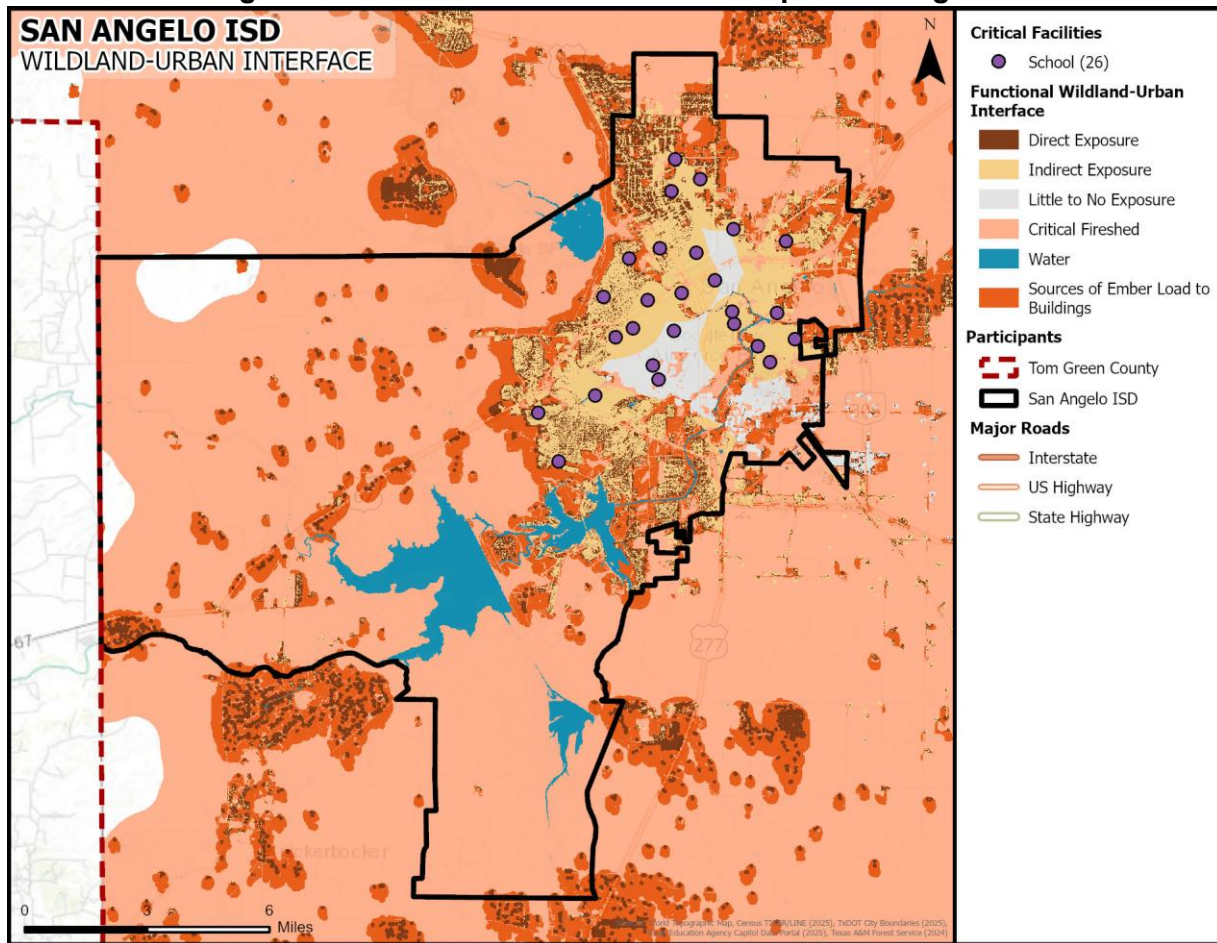 SAN ANGELO ISD
WILDLAND-URBAN INTERFACE
N
277
67
0 3 6
Miles
Critical Facilities
School (26)
Functional Wildland-Urban
Interface
Direct Exposure
Indirect Exposure
Little to No Exposure
Critical Fireshed
Water
Sources of Ember Load to
Buildings
Participants
Tom Green County
San Angelo ISD
Major Roads
Interstate
US Highway
State Highway
Topographic Map, Census TIGER/LINE (2025), TxDOT City Boundaries (2025),
Education Agency Capitol Data Portal (2025), Texas A&M Forest Service (2024)